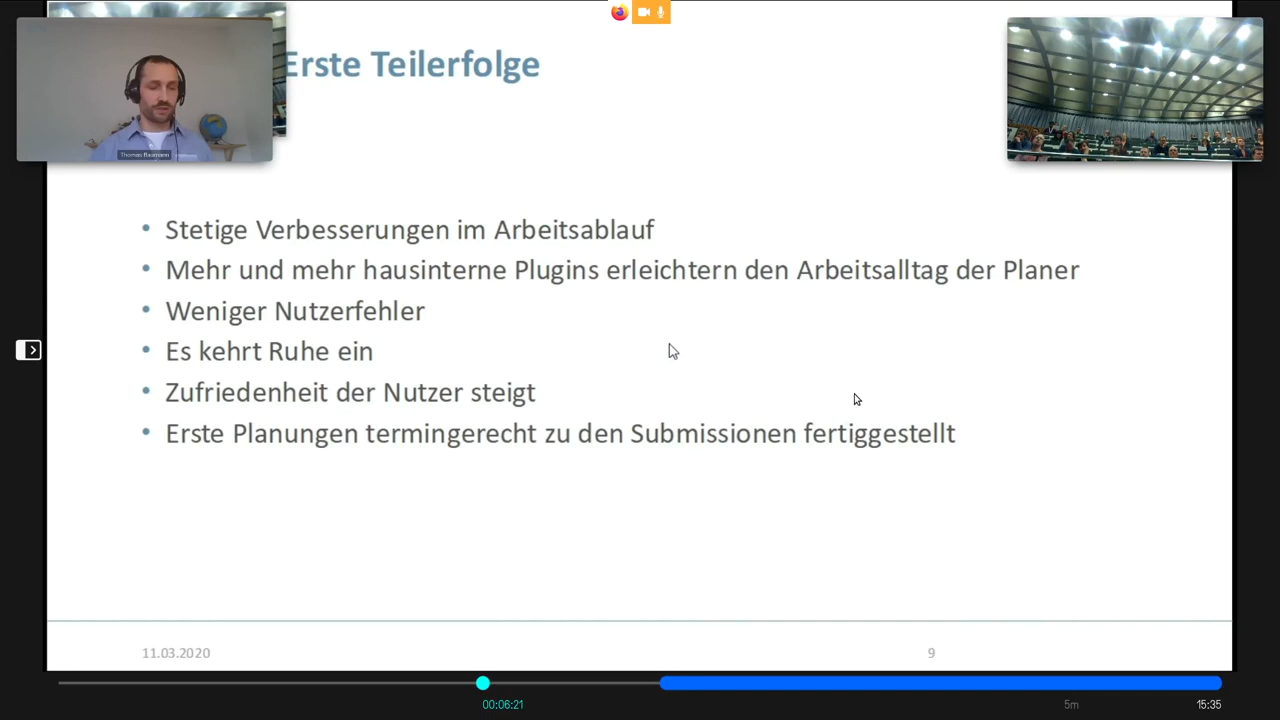 Erste Teilerfolge
Stetige Verbesserungen im Arbeitsablauf
Mehr und mehr hausinterne Plugins erleichtern den Arbeitsalltag der Planer
Weniger Nutzerfehler
Es kehrt Ruhe ein
Zufriedenheit der Nutzer steigt
Erste Planungen termingerecht zu den Submissionen fertiggestellt
11.03.2020
9
00:06:21
5m
15:35